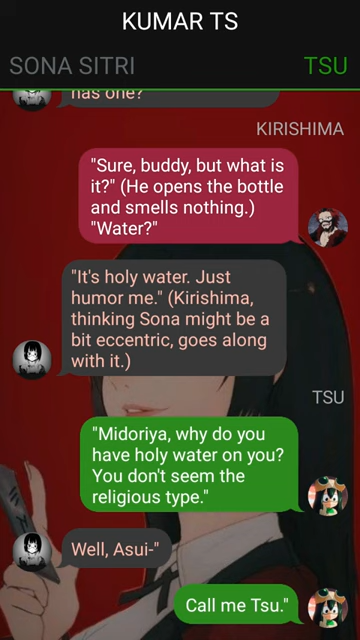 KUMAR TS
SONA SITRI
TSU
has one?
KIRISHIMA
"Sure, buddy, but what is
it?" (He opens the bottle
and smells nothing.)
"Water?"
"It's holy water. Just
humor me." (Kirishima,
thinking Sona might be a
bit eccentric, goes along
with it.)
TSU
"Midoriya, why do you
have holy water on you?
You don't seem the
religious type."
Well, Asui-"
Call me Tsu."